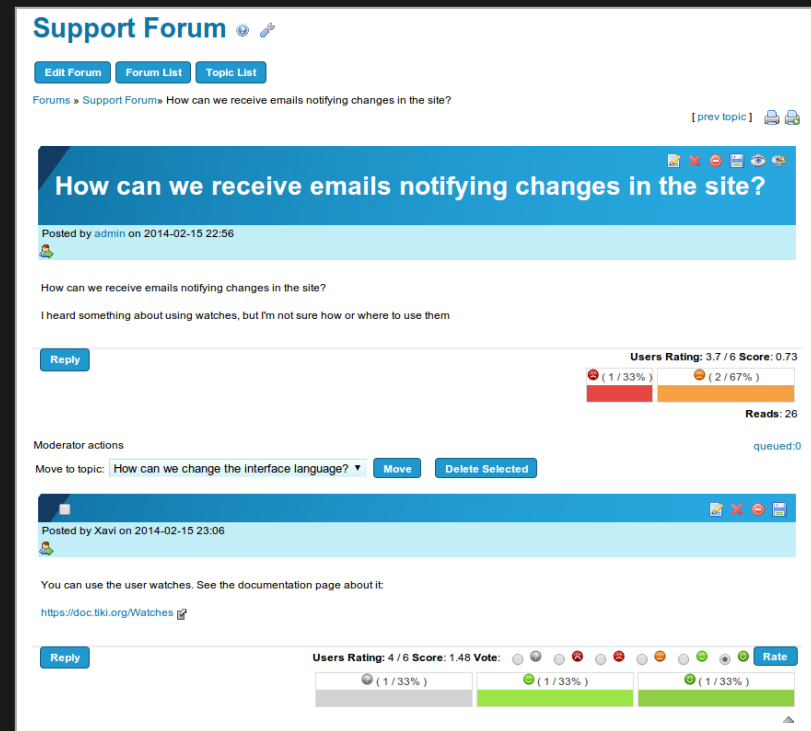 Support Forum
Edit Forum Forum List Topic List
Forums » Support Forum» How can we receive emails notifying changes in the site?
[ prev topic ]
How can we receive emails notifying changes in the site?
Posted by admin on 2014-02-15 22:56
How can we receive emails notifying changes in the site?
I heard something about using watches, but I'm not sure how or where to use them
Reply
Users Rating: 3.7 / 6 Score: 0.73
( 1 / 33% ) ( 2 / 67% )
Reads: 26
Moderator actions
queued:0
Move to topic: How can we change the interface language? Move Delete Selected
Posted by Xavi on 2014-02-15 23:06
You can use the user watches. See the documentation page about it:
https://doc.tiki.org/Watches
Reply Users Rating: 4 / 6 Score: 1.48 Vote: Rate
( 1 / 33% ) ( 1 / 33% ) ( 1 / 33% )